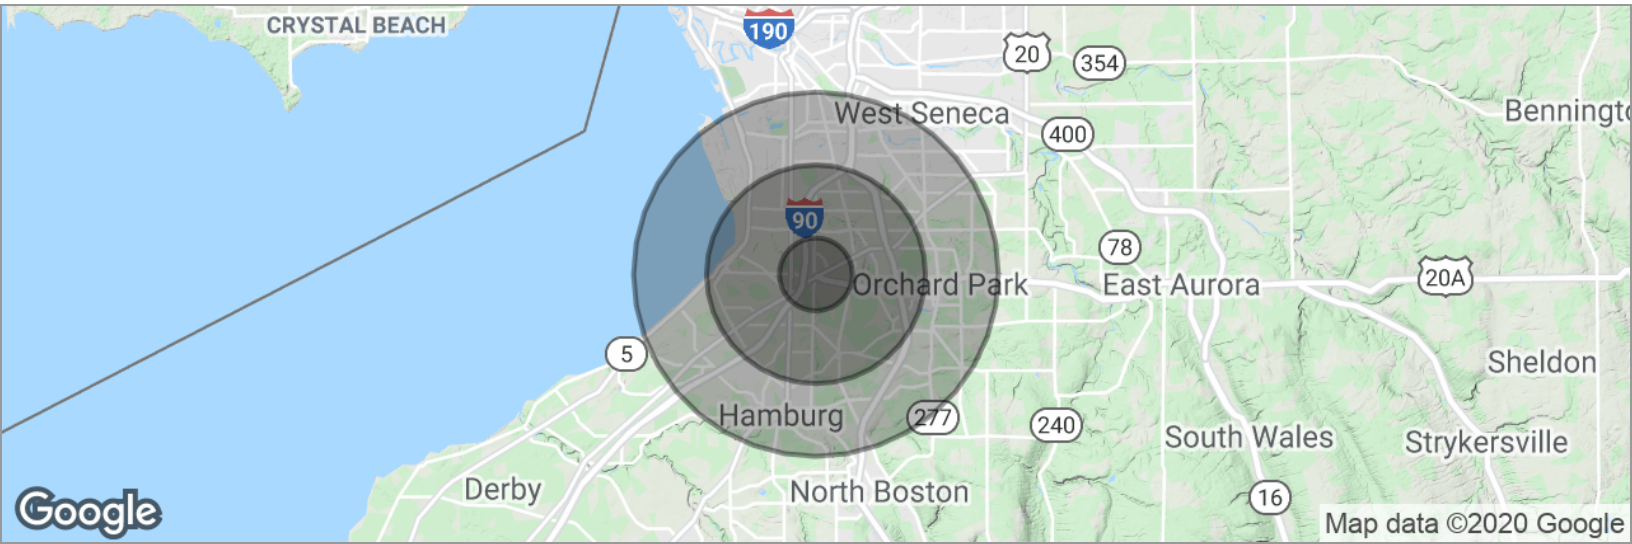 CRYSTAL BEACH
190
20
354
West Seneca
Benningto
400
90
78
Orchard Park
East Aurora
20A
5
Sheldon
Hamburg
277
240
South Wales
Strykersville
Derby
North Boston
16
Google
Map data ©2020 Google